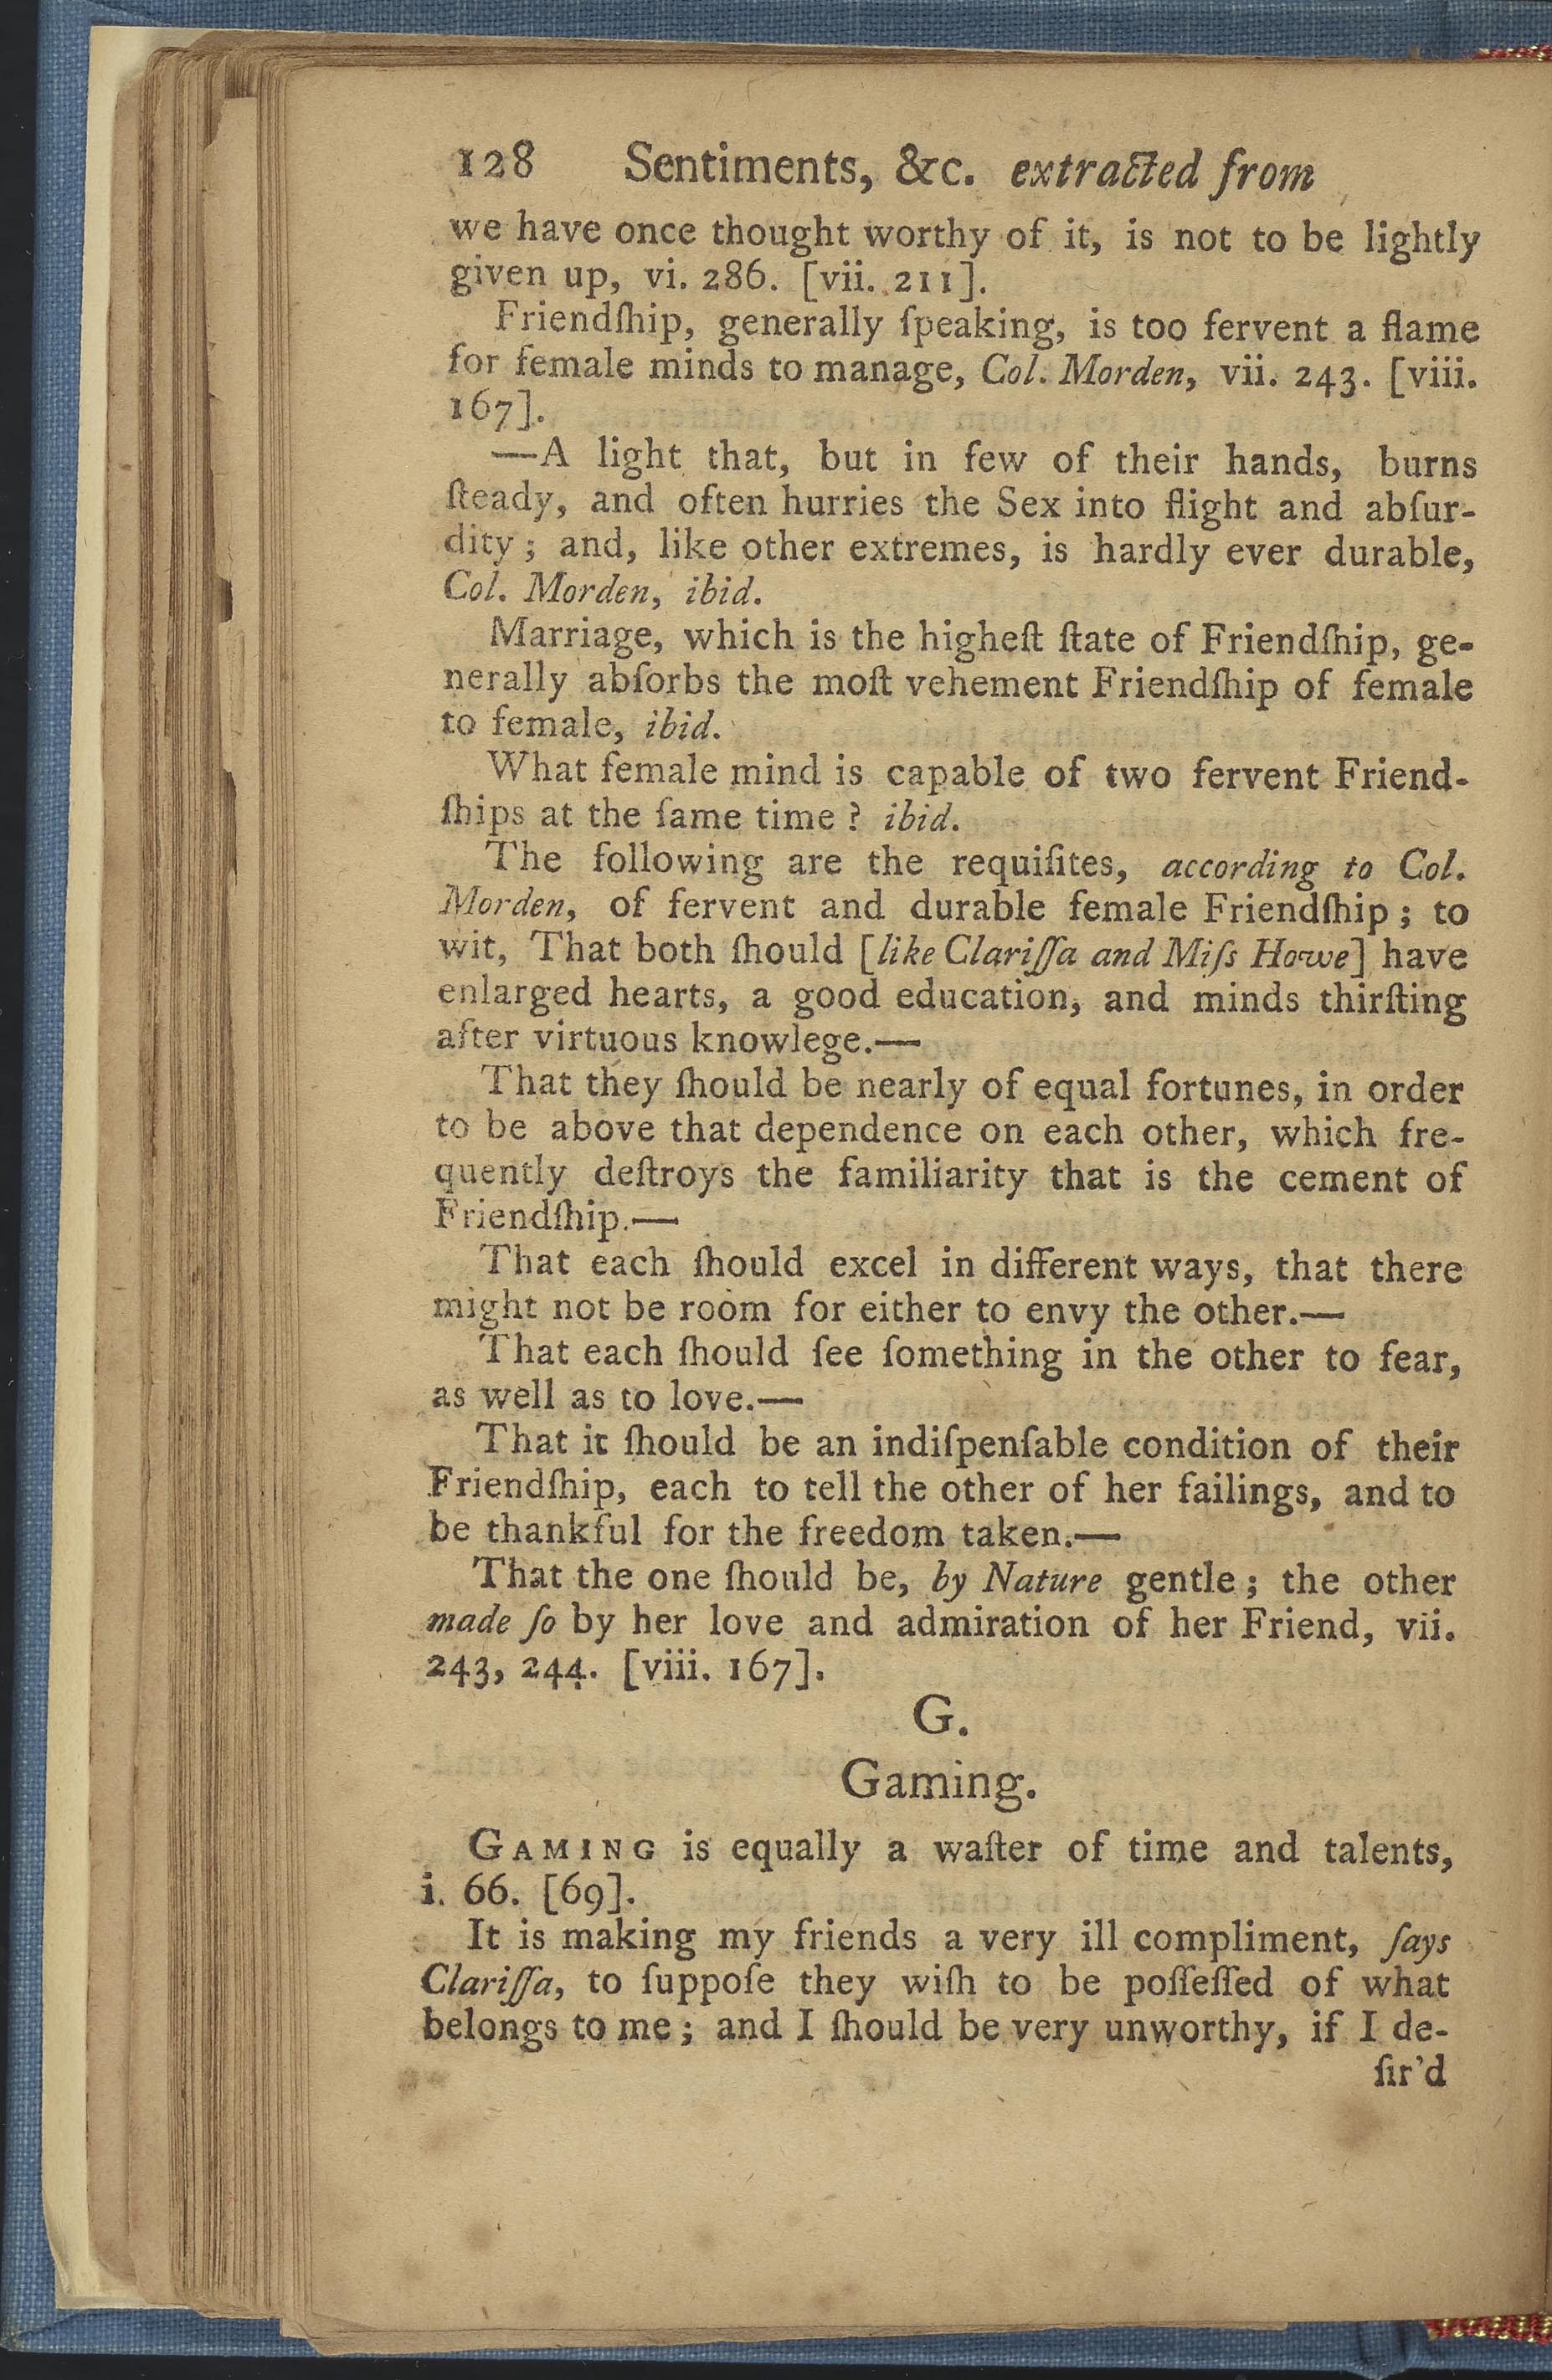 128 Sentiments, &c. extracted from
we have once thought worthy of it, is not to be lightly
given up, vi. 286. [vii. 211].
Friendſhip, generally ſpeaking, is too fervent a flame
for female minds to manage, Col. Morden, vii. 243. [viii.
167].
—A light that, but in few of their hands, burns
ſteady, and often hurries the Sex into flight and abſur-
dity; and, like other extremes, is hardly ever durable,
Col. Morden, ibid.
Marriage, which is the higheſt ſtate of Friendſhip, ge-
nerally abſorbs the moſt vehement Friendſhip of female
to female, ibid.
What female mind is capable of two fervent Friend-
ſhips at the ſame time? ibid.
The following are the requiſites, according to Col.
Morden, of fervent and durable female Friendſhip; to
wit, That both ſhould [like Clariſſa and Miſs Howe] have
enlarged hearts, a good education, and minds thirſting
after virtuous knowlege.—
That they ſhould be nearly of equal fortunes, in order
to be above that dependence on each other, which fre-
quently deſtroys the familiarity that is the cement of
Friendſhip.—
That each ſhould excel in different ways, that there
might not be room for either to envy the other.—
That each ſhould ſee ſomething in the other to fear,
as well as to love.—
That it ſhould be an indiſpenſable condition of their
Friendſhip, each to tell the other of her failings, and to
be thankful for the freedom taken.—
That the one ſhould be, by Nature gentle; the other
made ſo by her love and admiration of her Friend, vii.
243, 244. [viii. 167].
G.
Gaming.
GAMING is equally a waſter of time and talents,
i. 66. [69].
It is making my friends a very ill compliment, ſays
Clariſſa, to ſuppoſe they wiſh to be poſſeſſed of what
belongs to me; and I ſhould be very unworthy, if I de-
ſir'd